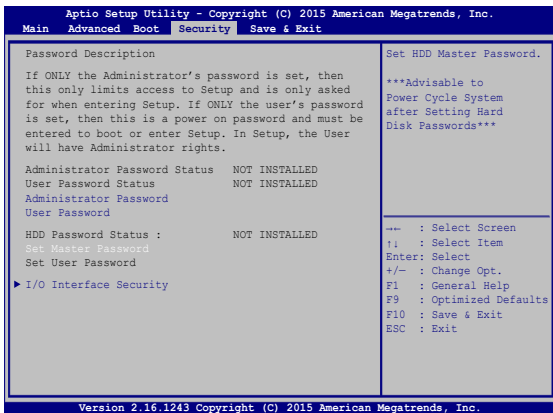 Aptio Setup Utility - Copyright (C) 2015 American Megatrends, Inc.
Main Advanced Boot Security Save & Exit
Password Description
If ONLY the Administrator's password is set, then
this only limits access to Setup and is only asked
for when entering Setup. If ONLY the user's password
is set, then this is a power on password and must be
entered to boot or enter Setup. In Setup, the User
will have Administrator rights.
Administrator Password Status NOT INSTALLED
User Password Status NOT INSTALLED
Administrator Password
User Password
HDD Password Status : NOT INSTALLED
Set Master Password
Set User Password
► I/O Interface Security
Set HDD Master Password.
***Advisable to
Power Cycle System
after Setting Hard
Disk Passwords***
→← : Select Screen
↑↓ : Select Item
Enter: Select
+/— : Change Opt.
F1 : General Help
F9 : Optimized Defaults
F10 : Save & Exit
ESC : Exit
Version 2.16.1243 Copyright (C) 2015 American Megatrends, Inc.